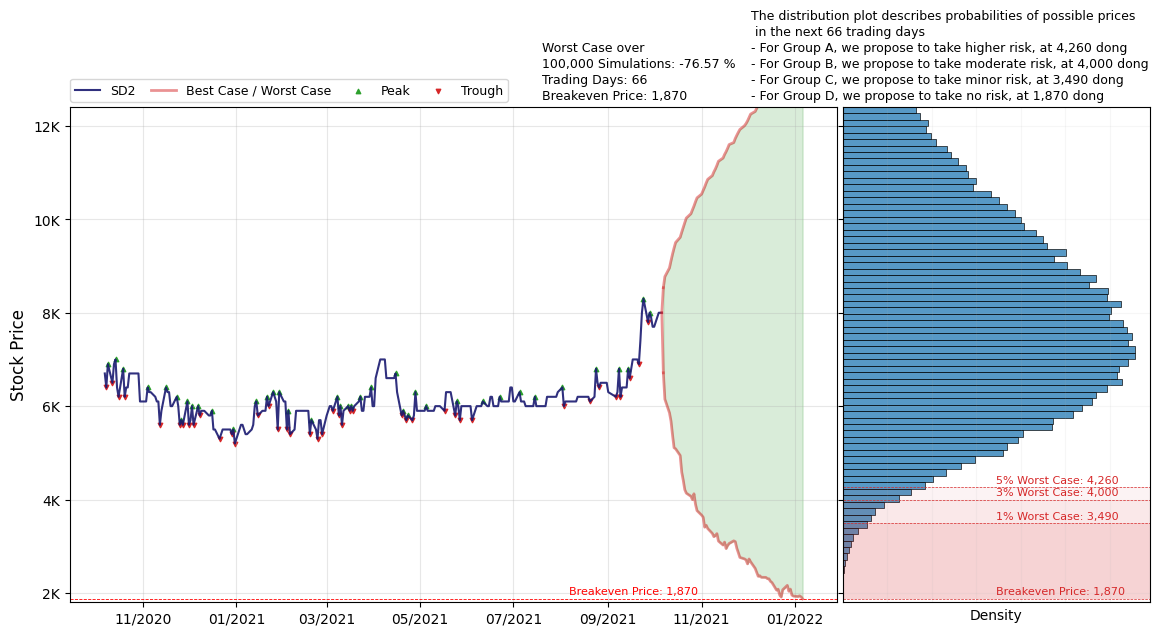 The distribution plot describes probabilities of possible prices
in the next 66 trading days
- For Group A, we propose to take higher risk, at 4,260 dong
- For Group B, we propose to take moderate risk, at 4,000 dong
- For Group C, we propose to take minor risk, at 3,490 dong
- For Group D, we propose to take no risk, at 1,870 dong
Worst Case over
100,000 Simulations: -76.57 %
Trading Days: 66
Breakeven Price: 1,870
SD2
Best Case / Worst Case
Peak
Trough
Stock Price
12K
10K
8K
6K
4K
2K
Breakeven Price: 1,870
11/2020
01/2021
03/2021
05/2021
07/2021
09/2021
11/2021
01/2022
5% Worst Case: 4,260
3% Worst Case: 4,000
1% Worst Case: 3,490
Breakeven Price: 1,870
Density